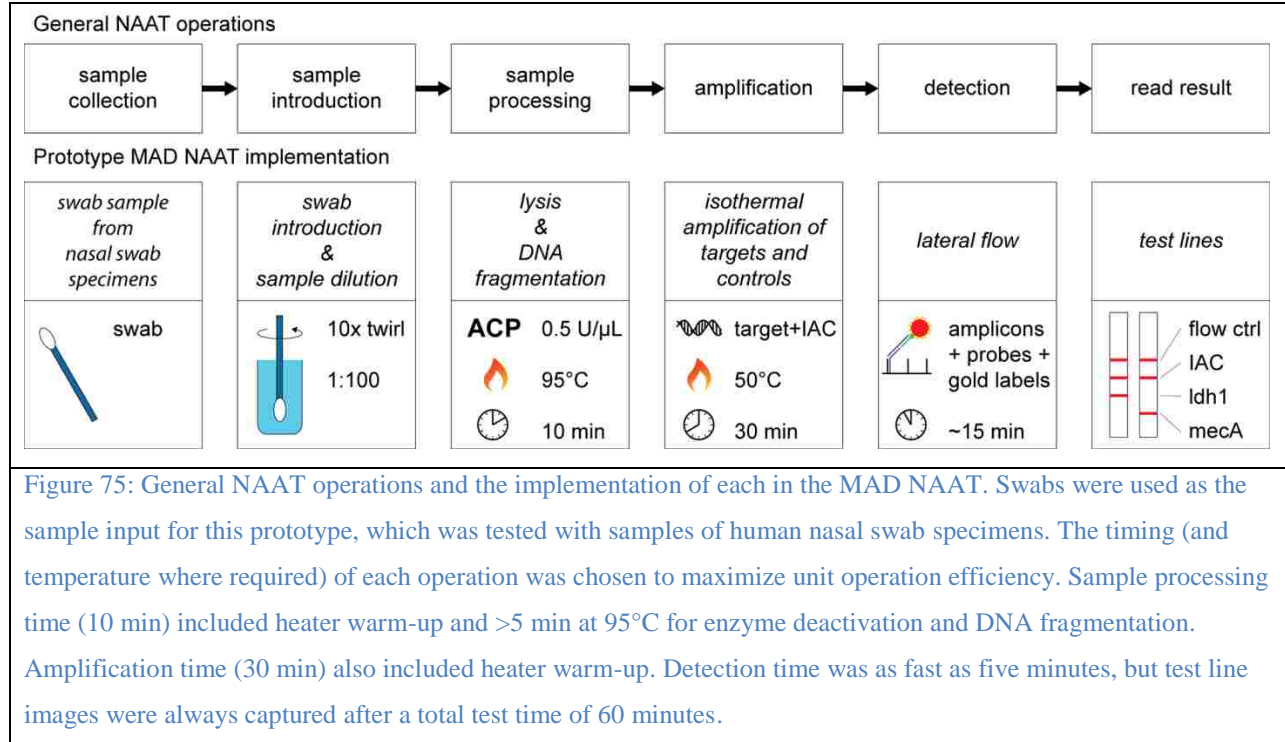 General NAAT operations
sample
collection
sample
introduction
sample
processing
amplification
detection
read result
Prototype MAD NAAT implementation
swab sample
from
nasal swab
specimens
swab
introduction
&
sample dilution
lysis
&
DNA
fragmentation
isothermal
amplification of
targets and
controls
lateral flow
test lines
swab
10x twirl
1:100
ACP 0.5 U/µL
95°C
10 min
target+IAC
50°C
30 min
amplicons
+ probes +
gold labels
~15 min
flow ctrl
IAC
ldh1
mecA
Figure 75: General NAAT operations and the implementation of each in the MAD NAAT. Swabs were used as the
sample input for this prototype, which was tested with samples of human nasal swab specimens. The timing (and
temperature where required) of each operation was chosen to maximize unit operation efficiency. Sample processing
time (10 min) included heater warm-up and >5 min at 95°C for enzyme deactivation and DNA fragmentation.
Amplification time (30 min) also included heater warm-up. Detection time was as fast as five minutes, but test line
images were always captured after a total test time of 60 minutes.